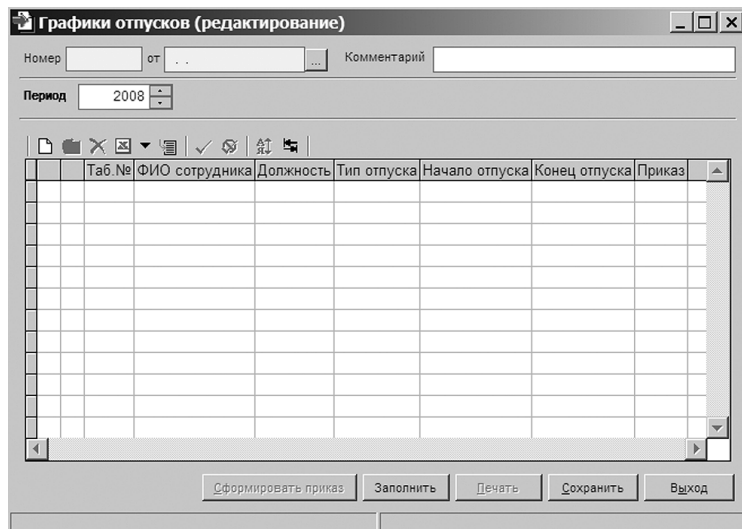 Графики отпусков (редактирование)
Номер от . . ... Комментарий
Период 2008
Таб.№ ФИО сотрудника Должность Тип отпуска Начало отпуска Конец отпуска Приказ
Сформировать приказ Заполнить Печать Сохранить Выход